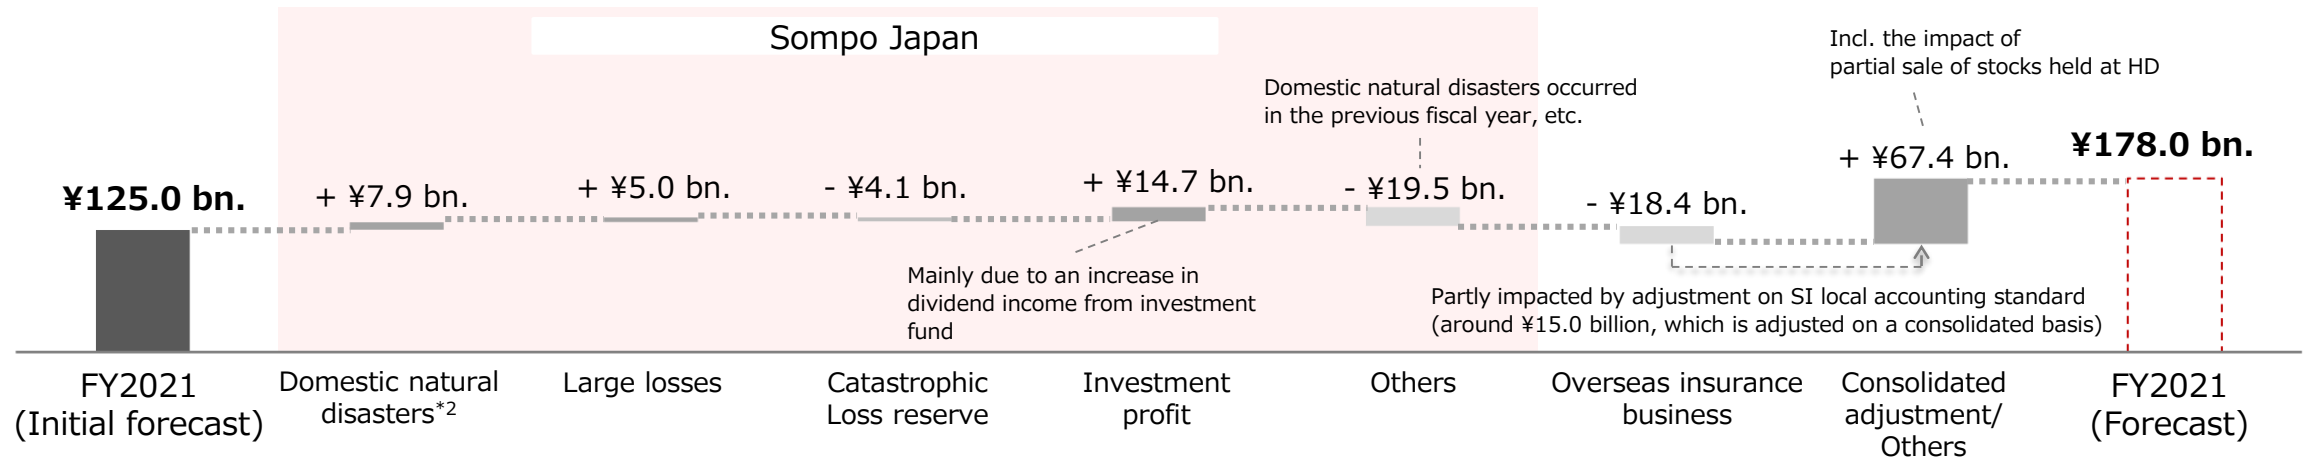 Sompo Japan
Incl. the impact of
partial sale of stocks held at HD
Domestic natural disasters occurred
in the previous fiscal year, etc.
¥125.0 bn.
+ ¥7.9 bn.
+ ¥5.0 bn.
- ¥4.1 bn.
+ ¥14.7 bn.
- ¥19.5 bn.
- ¥18.4 bn.
+ ¥67.4 bn.
¥178.0 bn.
Mainly due to an increase in
dividend income from investment
fund
Partly impacted by adjustment on SI local accounting standard
(around ¥15.0 billion, which is adjusted on a consolidated basis)
FY2021
(Initial forecast)
Domestic natural
disasters*2
Large losses
Catastrophic
Loss reserve
Investment
profit
Others
Overseas insurance
business
Consolidated
adjustment/
Others
FY2021
(Forecast)